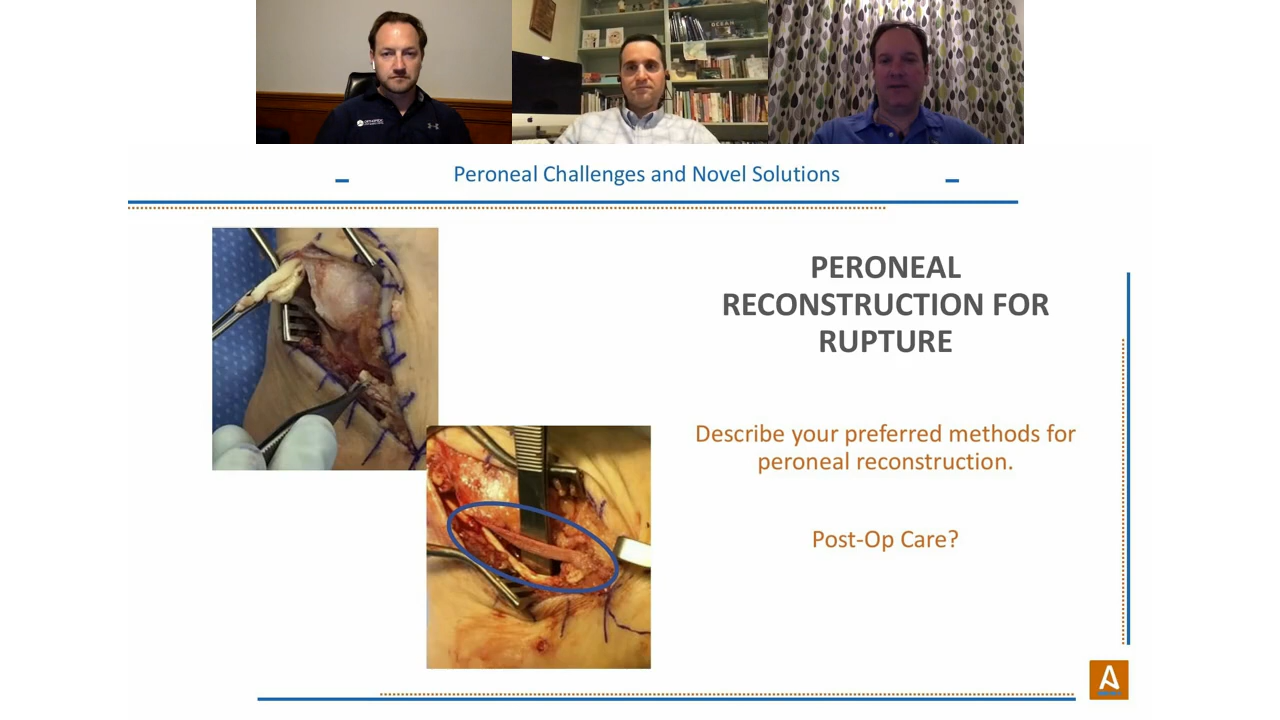 Peroneal Challenges and Novel Solutions
PERONEAL
RECONSTRUCTION FOR
RUPTURE
Describe your preferred methods for
peroneal reconstruction.
Post-Op Care?
A